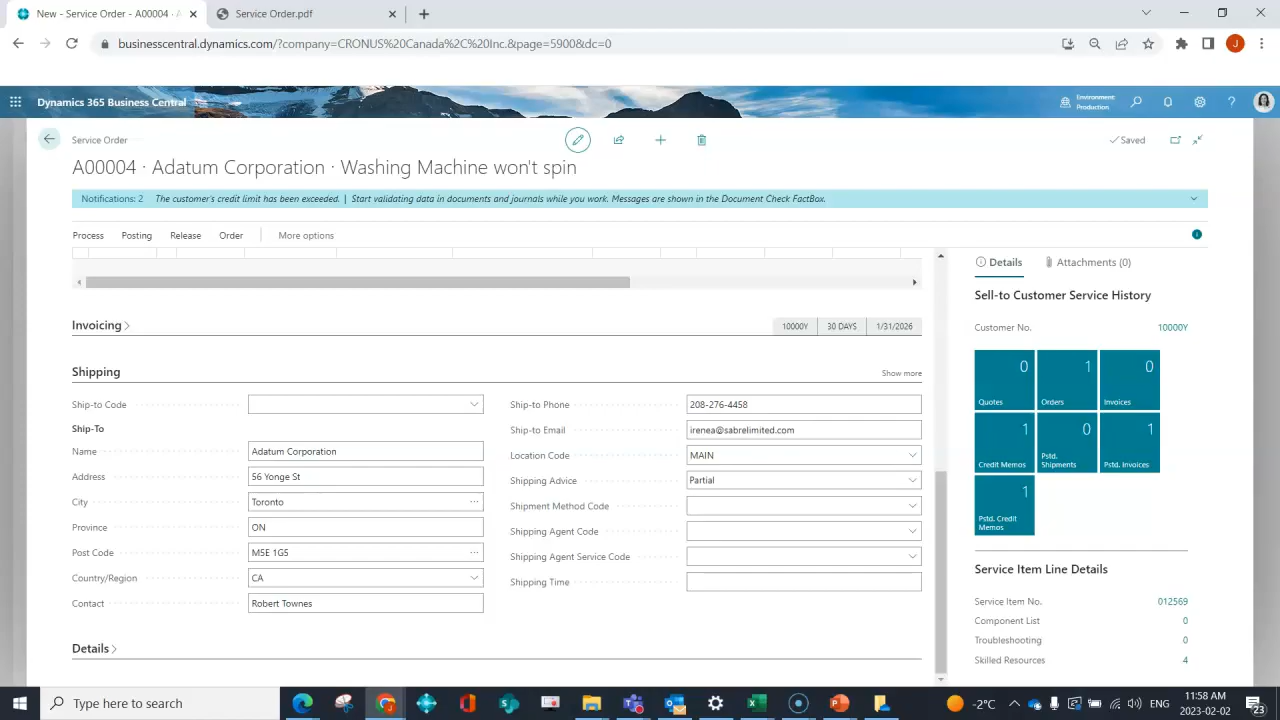 New - Service Order - A00004 · A
Service Order.pdf
businesscentral.dynamics.com/?company=CRONUS%20Canada%2C%20Inc.&page=5900&dc=0
J
Dynamics 365 Business Central
Environment:
Production
Service Order
Saved
A00004 · Adatum Corporation · Washing Machine won't spin
Notifications: 2 The customer's credit limit has been exceeded. | Start validating data in documents and journals while you work. Messages are shown in the Document Check FactBox.
Process Posting Release Order More options
Details Attachments (0)
Sell-to Customer Service History
Customer No. 10000Y
0 Quotes
1 Orders
0 Invoices
1 Credit Memos
0 Pstd. Shipments
1 Pstd. Invoices
1 Pstd. Credit Memos
Service Item Line Details
Service Item No. 012569
Component List 0
Troubleshooting 0
Skilled Resources 4
Invoicing 10000Y 30 DAYS 1/31/2026
Shipping Show more
Ship-to Code
Ship-To
Name Adatum Corporation
Address 56 Yonge St
City Toronto
Province ON
Post Code M5E 1G5
Country/Region CA
Contact Robert Townes
Ship-to Phone 208-276-4458
Ship-to Email irenea@sabrelimited.com
Location Code MAIN
Shipping Advice Partial
Shipment Method Code
Shipping Agent Code
Shipping Agent Service Code
Shipping Time
Details
Type here to search
-2°C
ENG
11:58 AM
2023-02-02
23